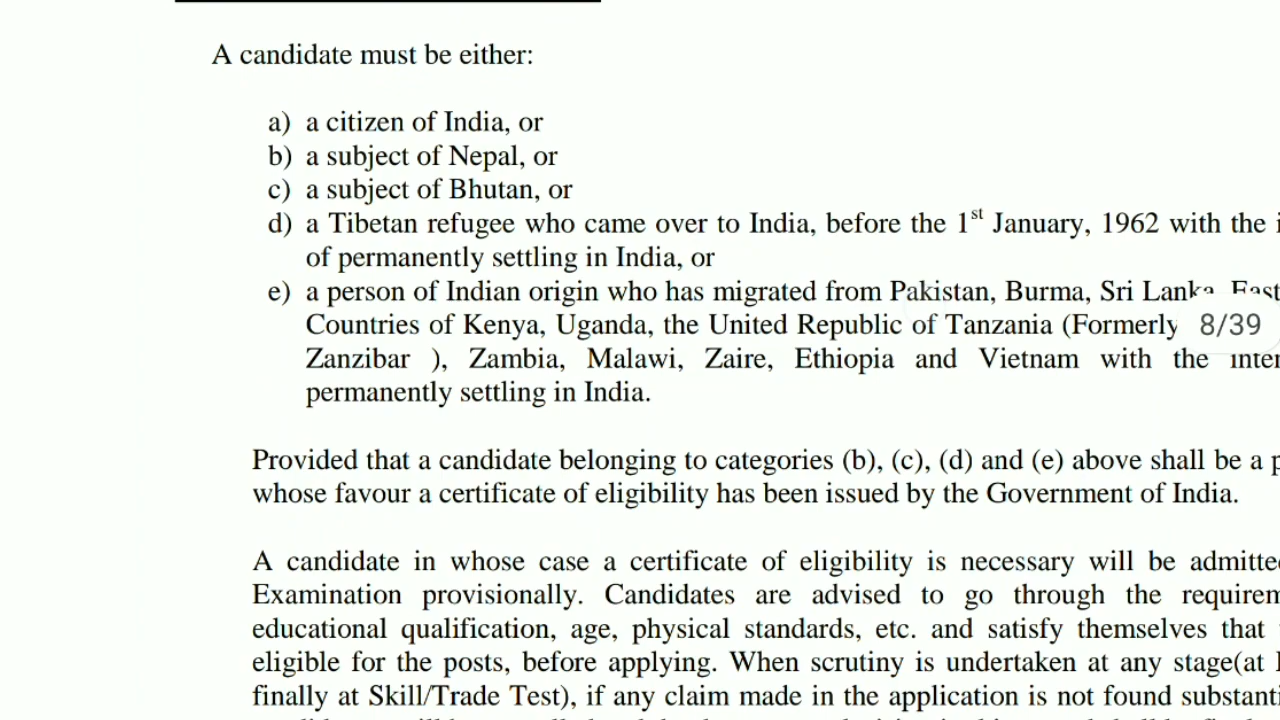 A candidate must be either:
a) a citizen of India, or
b) a subject of Nepal, or
c) a subject of Bhutan, or
d) a Tibetan refugee who came over to India, before the 1st January, 1962 with the
of permanently settling in India, or
e) a person of Indian origin who has migrated from Pakistan, Burma, Sri Lanka, East
Countries of Kenya, Uganda, the United Republic of Tanzania (Formerly 8/39
Zanzibar ), Zambia, Malawi, Zaire, Ethiopia and Vietnam with the
permanently settling in India.
Provided that a candidate belonging to categories (b), (c), (d) and (e) above shall be a
whose favour a certificate of eligibility has been issued by the Government of India.
A candidate in whose case a certificate of eligibility is necessary will be admitte
Examination provisionally. Candidates are advised to go through the requirem
educational qualification, age, physical standards, etc. and satisfy themselves that
eligible for the posts, before applying. When scrutiny is undertaken at any stage(at
finally at Skill/Trade Test), if any claim made in the application is not found substanti